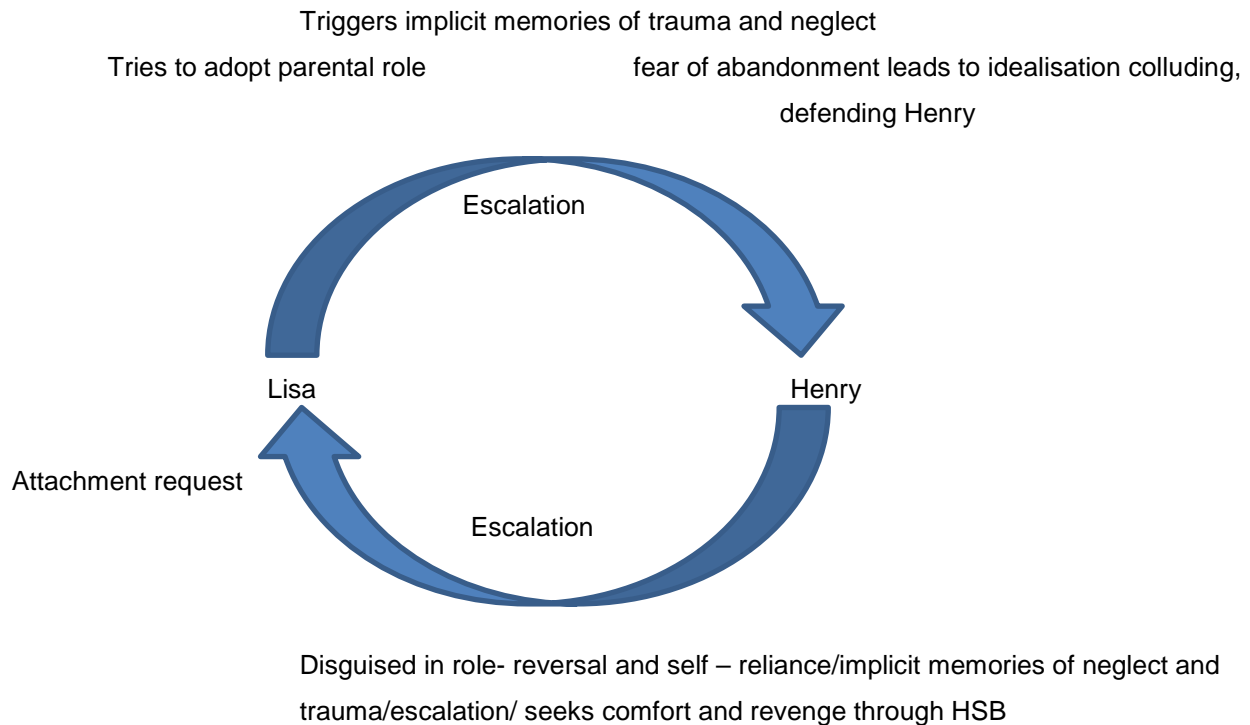 Triggers implicit memories of trauma and neglect
Tries to adopt parental role
fear of abandonment leads to idealisation colluding,
defending Henry
Escalation
Lisa
Henry
Attachment request
Escalation
Disguised in role- reversal and self – reliance/implicit memories of neglect and
trauma/escalation/ seeks comfort and revenge through HSB